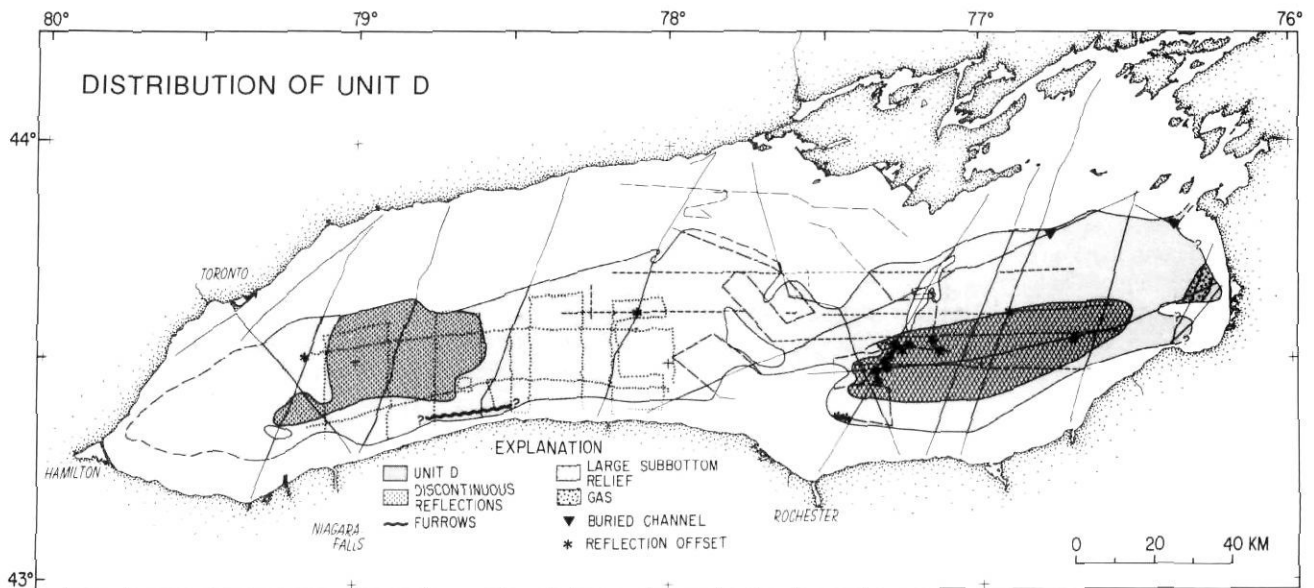 80° 79° 78° 77° 76°
DISTRIBUTION OF UNIT D
44°
TORONTO
HAMILTON
NIAGARA
FALLS
ROCHESTER
EXPLANATION
UNIT D
DISCONTINUOUS
REFLECTIONS
FURROWS
LARGE SUBBOTTOM
RELIEF
GAS
BURIED CHANNEL
REFLECTION OFFSET
0 20 40 KM
43°